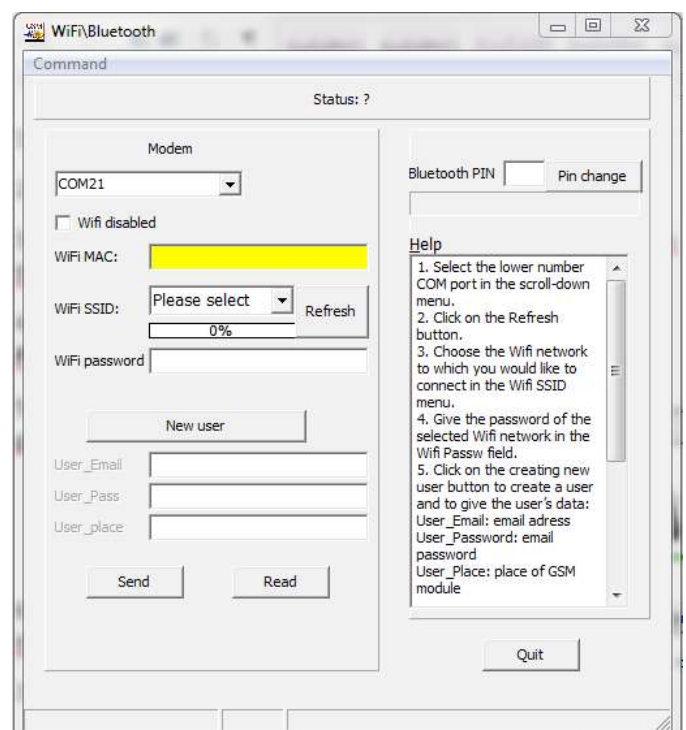 WiFi\Bluetooth
Command
Status: ?
Modem
COM21
Wifi disabled
WiFi MAC:
WiFi SSID:
Please select
Refresh
0%
WiFi password
New user
User_Email
User_Pass
User_place
Send
Read
Bluetooth PIN
Pin change
Help
1. Select the lower number
COM port in the scroll-down
menu.
2. Click on the Refresh
button.
3. Choose the Wifi network
to which you would like to
connect in the Wifi SSID
menu.
4. Give the password of the
selected Wifi network in the
Wifi Passw field.
5. Click on the creating new
user button to create a user
and to give the user's data:
User_Email: email adress
User_Password: email
password
User_Place: place of GSM
module
Quit